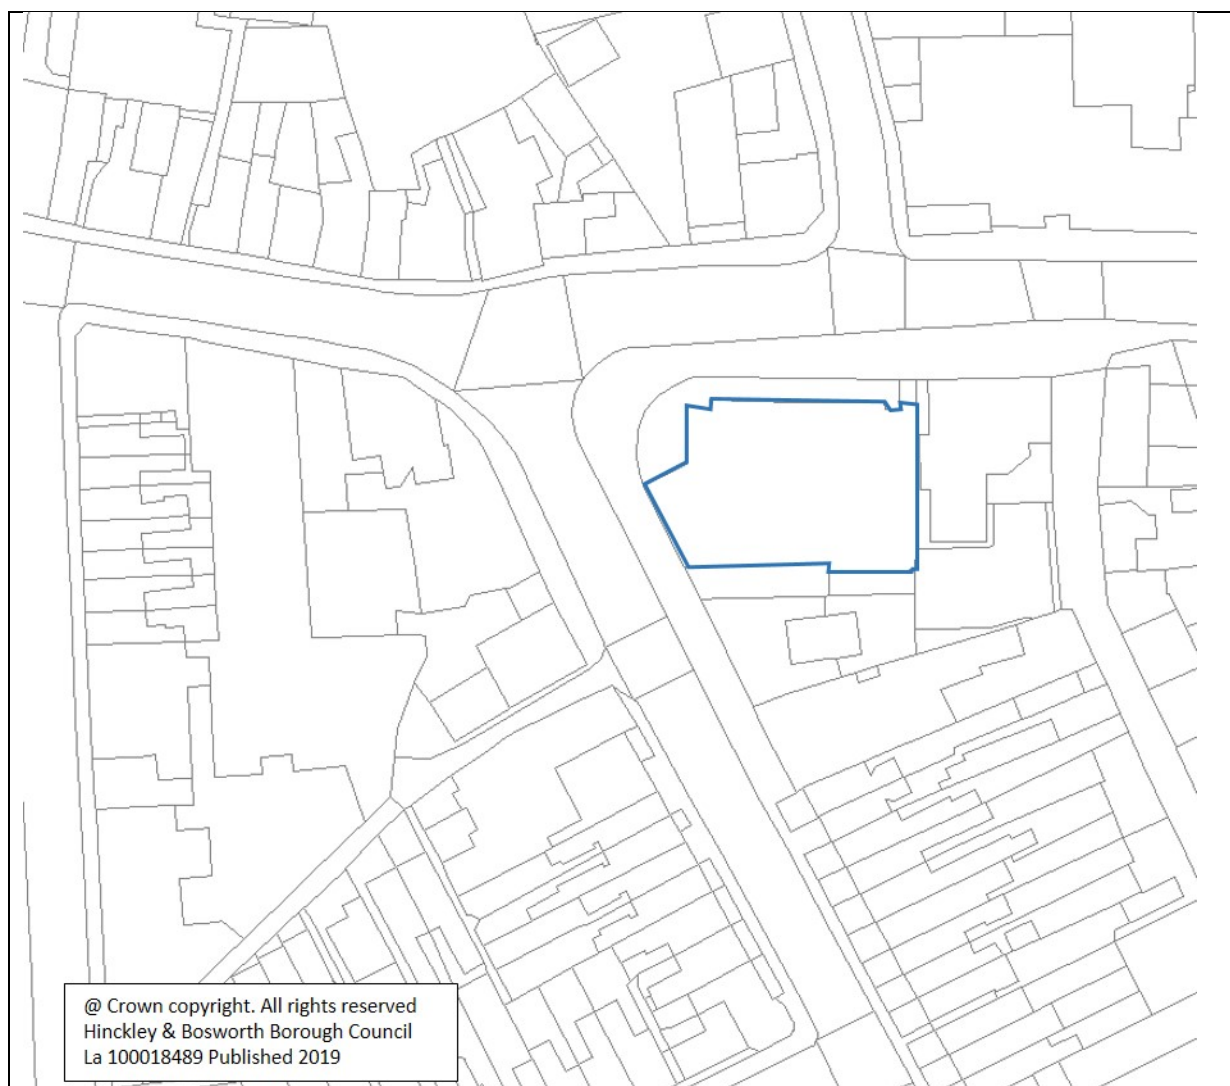 @ Crown copyright. All rights reserved
Hinckley & Bosworth Borough Council
La 100018489 Published 2019